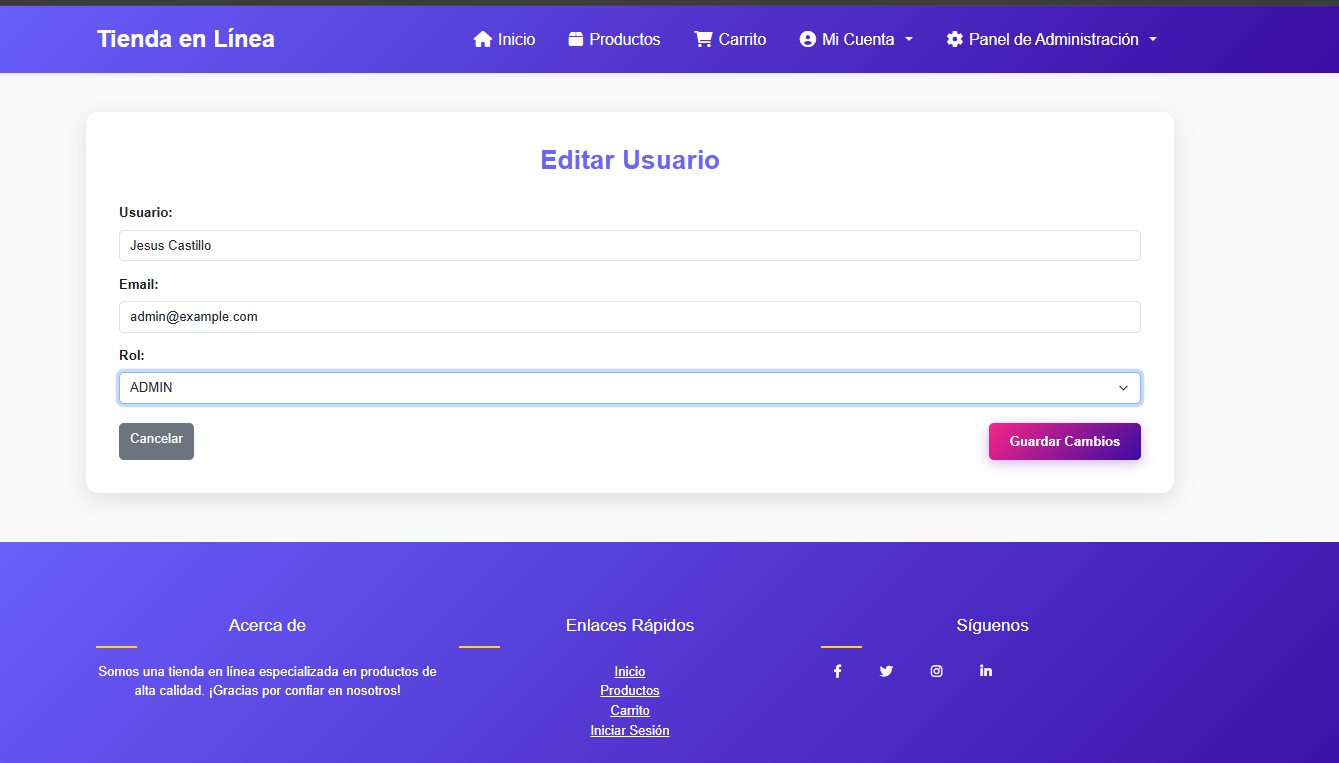 Tienda en Línea
Inicio
Productos
Carrito
Mi Cuenta
Panel de Administración
Editar Usuario
Usuario:
Jesus Castillo
Email:
admin@example.com
Rol:
ADMIN
Cancelar
Guardar Cambios
Acerca de
Somos una tienda en línea especializada en productos de
alta calidad. ¡Gracias por confiar en nosotros!
Enlaces Rápidos
Inicio
Productos
Carrito
Iniciar Sesión
Síguenos